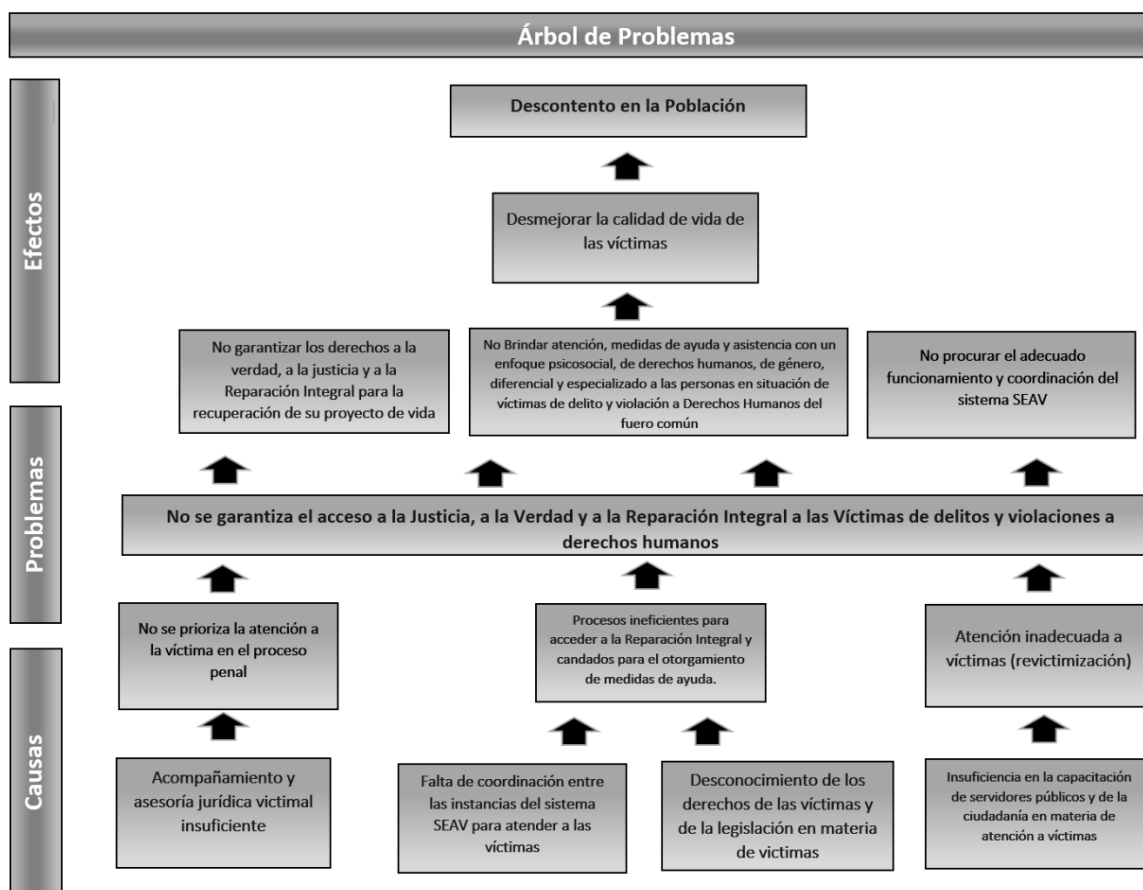 Árbol de Problemas
Efectos
Descontento en la Población
Desmejorar la calidad de vida de
las víctimas
No garantizar los derechos a la
verdad, a la justicia y a la
Reparación Integral para la
recuperación de su proyecto de vida
No Brindar atención, medidas de ayuda y asistencia con un
enfoque psicosocial, de derechos humanos, de género,
diferencial y especializado a las personas en situación de
víctimas de delito y violación a Derechos Humanos del
fuero común
No procurar el adecuado
funcionamiento y coordinación del
sistema SEAV
Problemas
No se garantiza el acceso a la Justicia, a la Verdad y a la Reparación Integral a las Víctimas de delitos y violaciones a
derechos humanos
No se prioriza la atención a
la víctima en el proceso
penal
Procesos ineficientes para
acceder a la Reparación Integral y
candados para el otorgamiento
de medidas de ayuda.
Atención inadecuada a
víctimas (revictimización)
Causas
Acompañamiento y
asesoría jurídica victimal
insuficiente
Falta de coordinación entre
las instancias del sistema
SEAV para atender a las
víctimas
Desconocimiento de los
derechos de las víctimas y
de la legislación en materia
de victimas
Insuficiencia en la capacitación
de servidores públicos y de la
ciudadanía en materia de
atención a víctimas